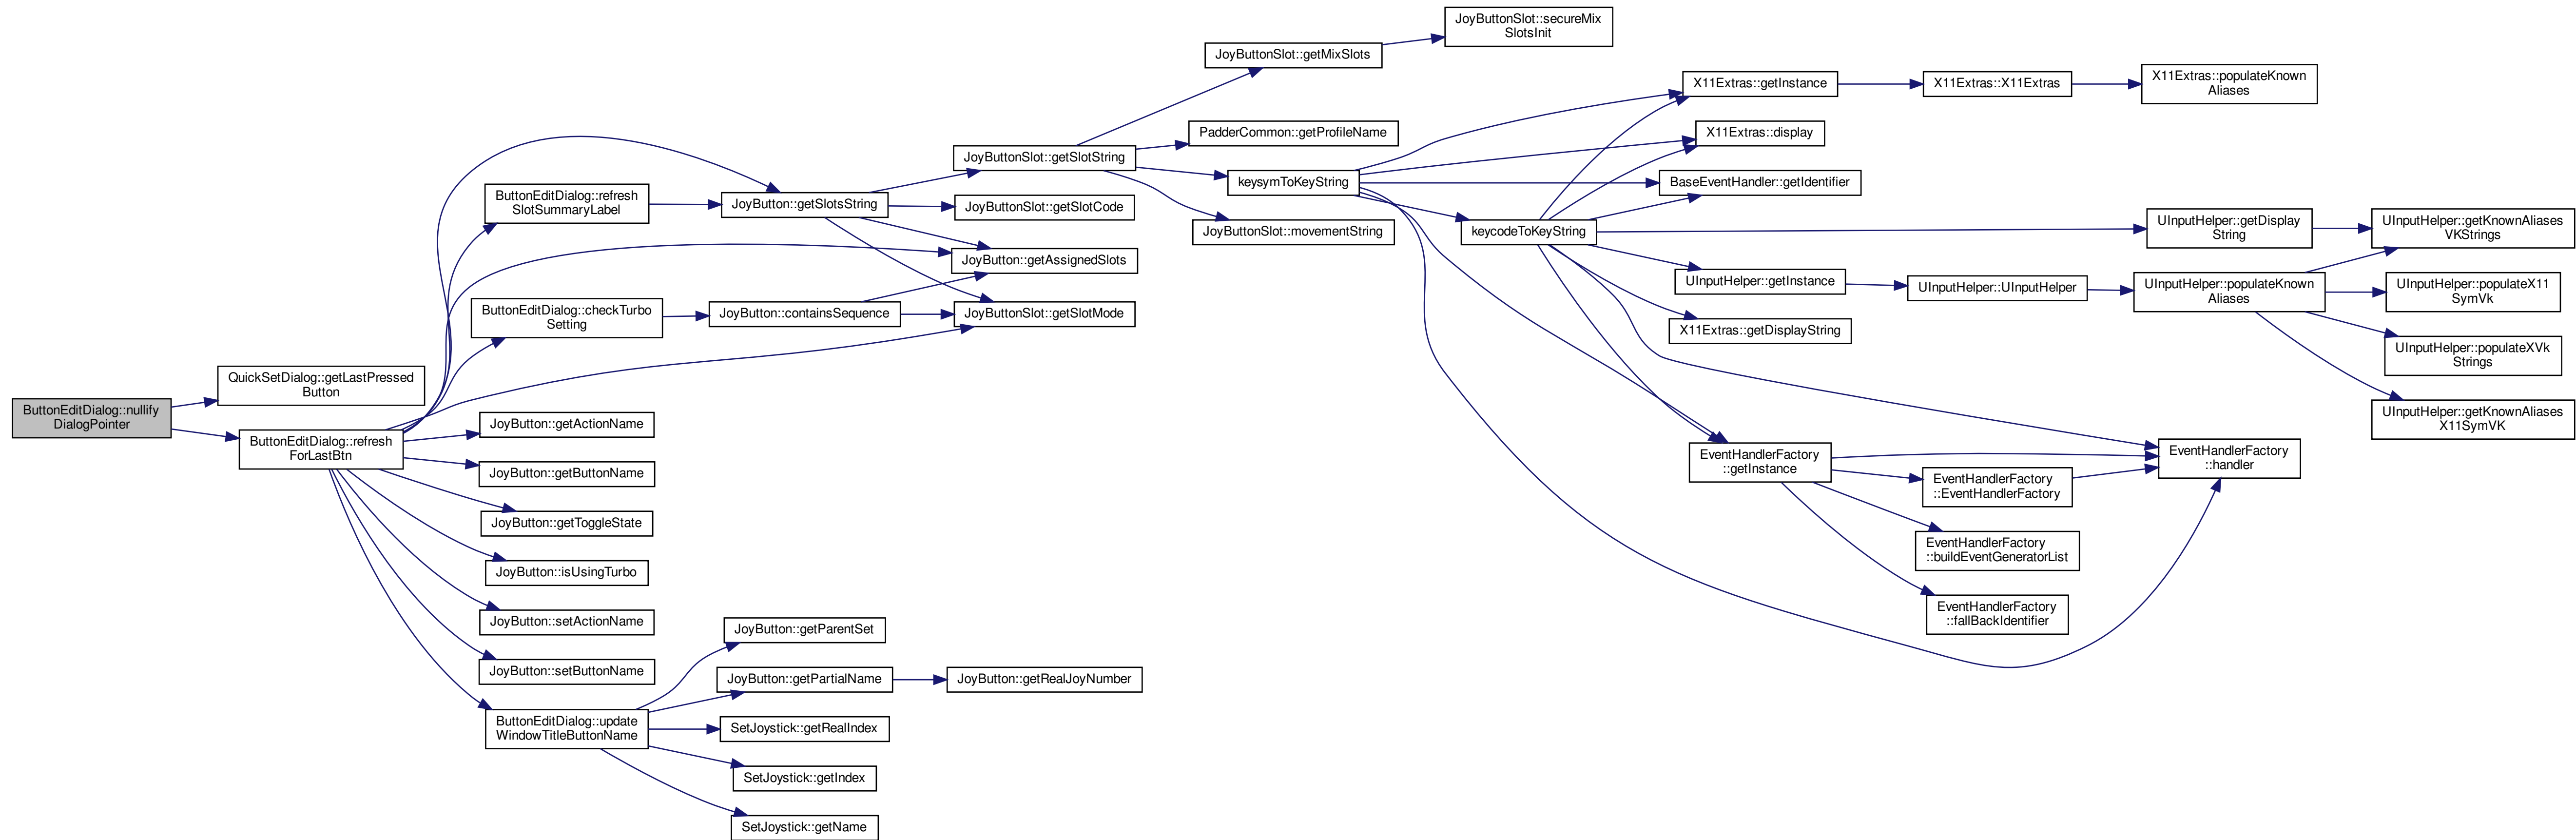 ButtonEditDialog::nullify
DialogPointer
QuickSetDialog::getLastPressed
Button
ButtonEditDialog::refresh
ForLastBtn
ButtonEditDialog::refresh
SlotSummaryLabel
ButtonEditDialog::checkTurbo
Setting
JoyButton::getActionName
JoyButton::getButtonName
JoyButton::getToggleState
JoyButton::isUsingTurbo
JoyButton::setActionName
JoyButton::setButtonName
ButtonEditDialog::update
WindowTitleButtonName
JoyButton::getSlotsString
JoyButton::containsSequence
JoyButton::getParentSet
JoyButton::getPartialName
SetJoystick::getRealIndex
SetJoystick::getIndex
SetJoystick::getName
JoyButtonSlot::getSlotString
JoyButtonSlot::getSlotCode
JoyButton::getAssignedSlots
JoyButtonSlot::getSlotMode
JoyButton::getRealJoyNumber
JoyButtonSlot::getMixSlots
PadderCommon::getProfileName
keysymToKeyString
JoyButtonSlot::movementString
JoyButtonSlot::secureMix
SlotsInit
keycodeToKeyString
X11Extras::getInstance
X11Extras::display
BaseEventHandler::getIdentifier
UInputHelper::getInstance
X11Extras::getDisplayString
EventHandlerFactory
::getInstance
X11Extras::X11Extras
UInputHelper::UInputHelper
EventHandlerFactory
::EventHandlerFactory
EventHandlerFactory
::buildEventGeneratorList
EventHandlerFactory
::fallBackIdentifier
X11Extras::populateKnown
Aliases
UInputHelper::getDisplay
String
UInputHelper::populateKnown
Aliases
EventHandlerFactory
::handler
UInputHelper::getKnownAliases
VKStrings
UInputHelper::populateX11
SymVk
UInputHelper::populateXVk
Strings
UInputHelper::getKnownAliases
X11SymVK